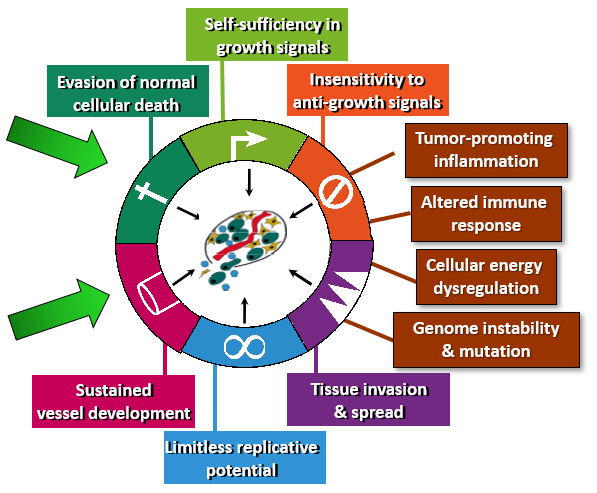 Self-sufficiency in
growth signals
Evasion of normal
cellular death
Insensitivity to
anti-growth signals
Tumor-promoting
inflammation
Altered immune
response
Cellular energy
dysregulation
Genome instability
& mutation
Sustained
vessel development
Tissue invasion
& spread
Limitless replicative
potential